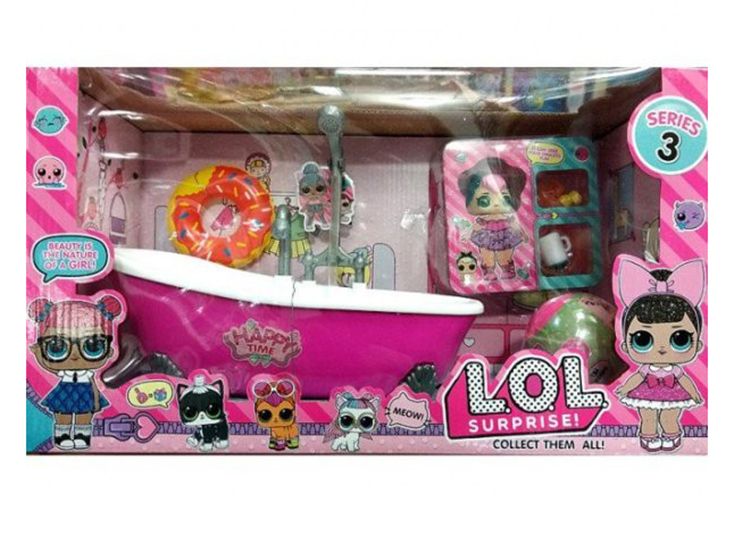 SERIES
3
BEAUTY IS
THE NATURE
OF A GIRL!
HAPPY
TIME
MEOW!
L.O.L.
SURPRISE!
COLLECT THEM ALL!